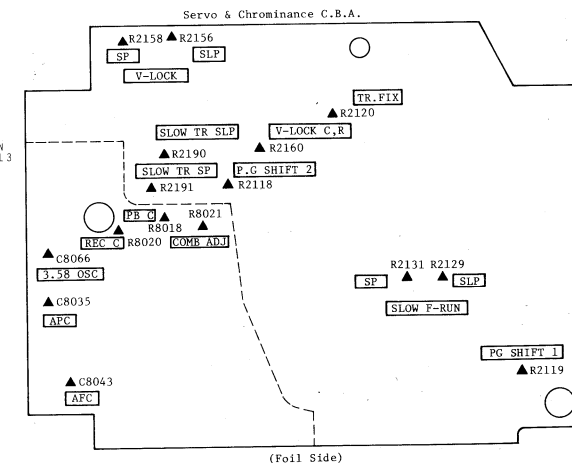 Servo & Chrominance C.B.A.
R2158 R2156
SP SLP
V-LOCK
TR.FIX
R2120
SLOW TR SLP V-LOCK C,R
N
13
R2190 R2160
SLOW TR SP P.G SHIFT 2
R2191 R2118
PB C R8021
R8018
REC C R8020 COMB ADJ
C8066
3.58 OSC
R2131 R2129
SP SLP
C8035
SLOW F-RUN
APC
PG SHIFT 1
R2119
C8043
AFC
(Foil Side)